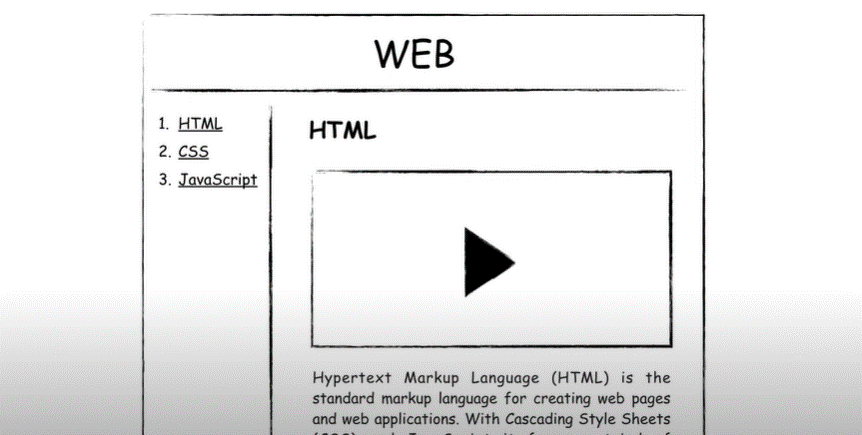 WEB
1. HTML
2. CSS
3. JavaScript
HTML
Hypertext Markup Language (HTML) is the
standard markup language for creating web pages
and web applications. With Cascading Style Sheets